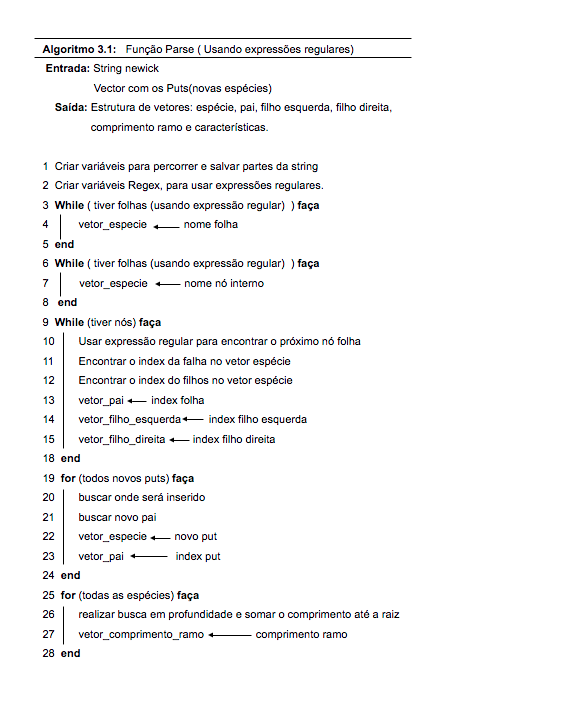 Algoritmo 3.1: Função Parse ( Usando expressões regulares)
Entrada: String newick
Vector com os Puts(novas espécies)
Saída: Estrutura de vetores: espécie, pai, filho esquerda, filho direita,
comprimento ramo e características.
1 Criar variáveis para percorrer e salvar partes da string
2 Criar variáveis Regex, para usar expressões regulares.
3 While ( tiver folhas (usando expressão regular) ) faça
4 vetor_especie ← nome folha
5 end
6 While ( tiver folhas (usando expressão regular) ) faça
7 vetor_especie ← nome nó interno
8 end
9 While (tiver nós) faça
10 Usar expressão regular para encontrar o próximo nó folha
11 Encontrar o index da falha no vetor espécie
12 Encontrar o index do filhos no vetor espécie
13 vetor_pai ← index folha
14 vetor_filho_esquerda ← index filho esquerda
15 vetor_filho_direita ← index filho direita
18 end
19 for (todos novos puts) faça
20 buscar onde será inserido
21 buscar novo pai
22 vetor_especie ← novo put
23 vetor_pai ← index put
24 end
25 for (todas as espécies) faça
26 realizar busca em profundidade e somar o comprimento até a raiz
27 vetor_comprimento_ramo ← comprimento ramo
28 end